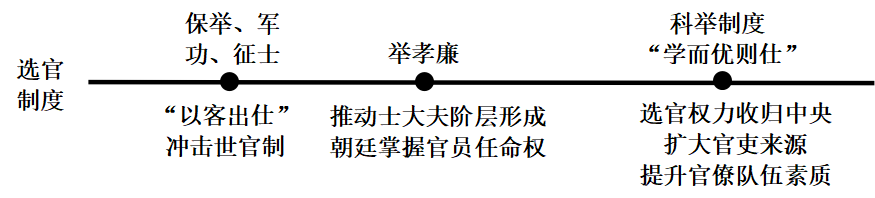 选官
制度
保举、军
功、征士
“以客出仕”
冲击世官制
举孝廉
推动士大夫阶层形成
朝廷掌握官员任命权
科举制度
“学而优则仕”
选官权力收归中央
扩大官吏来源
提升官僚队伍素质